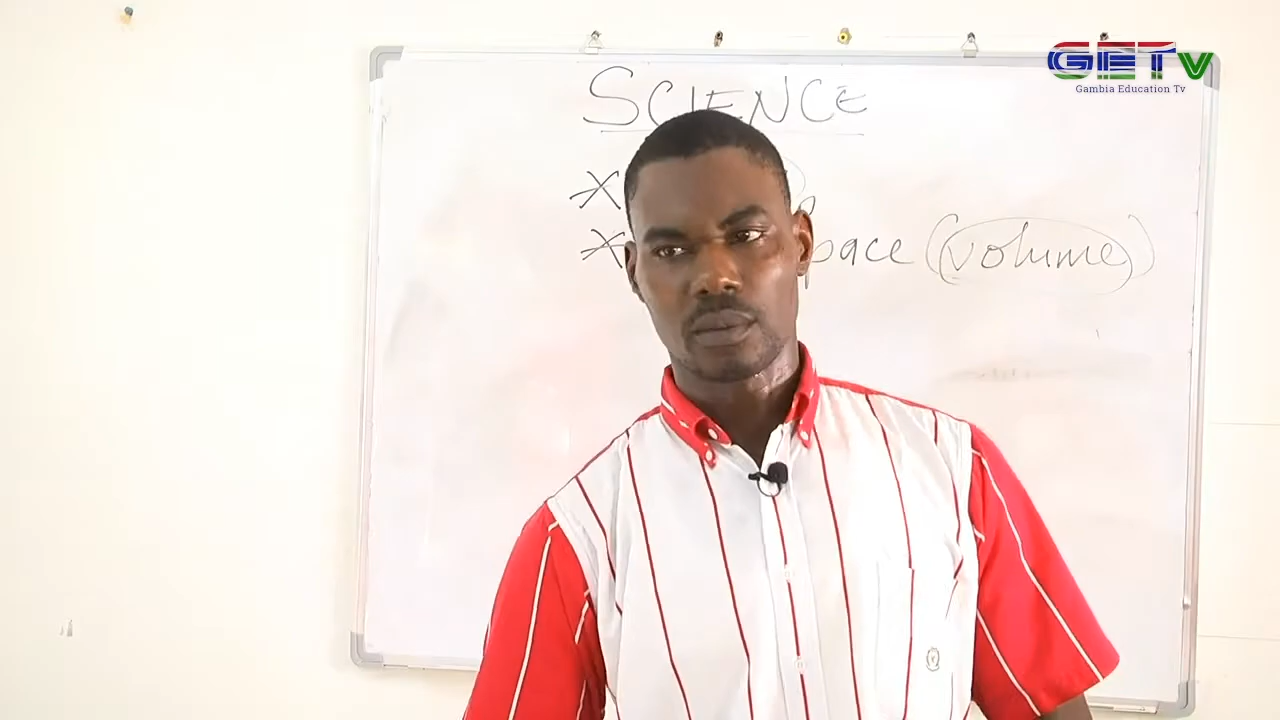 GETv
Gambia Education Tv
SCIENCE
*
* pace (volume)